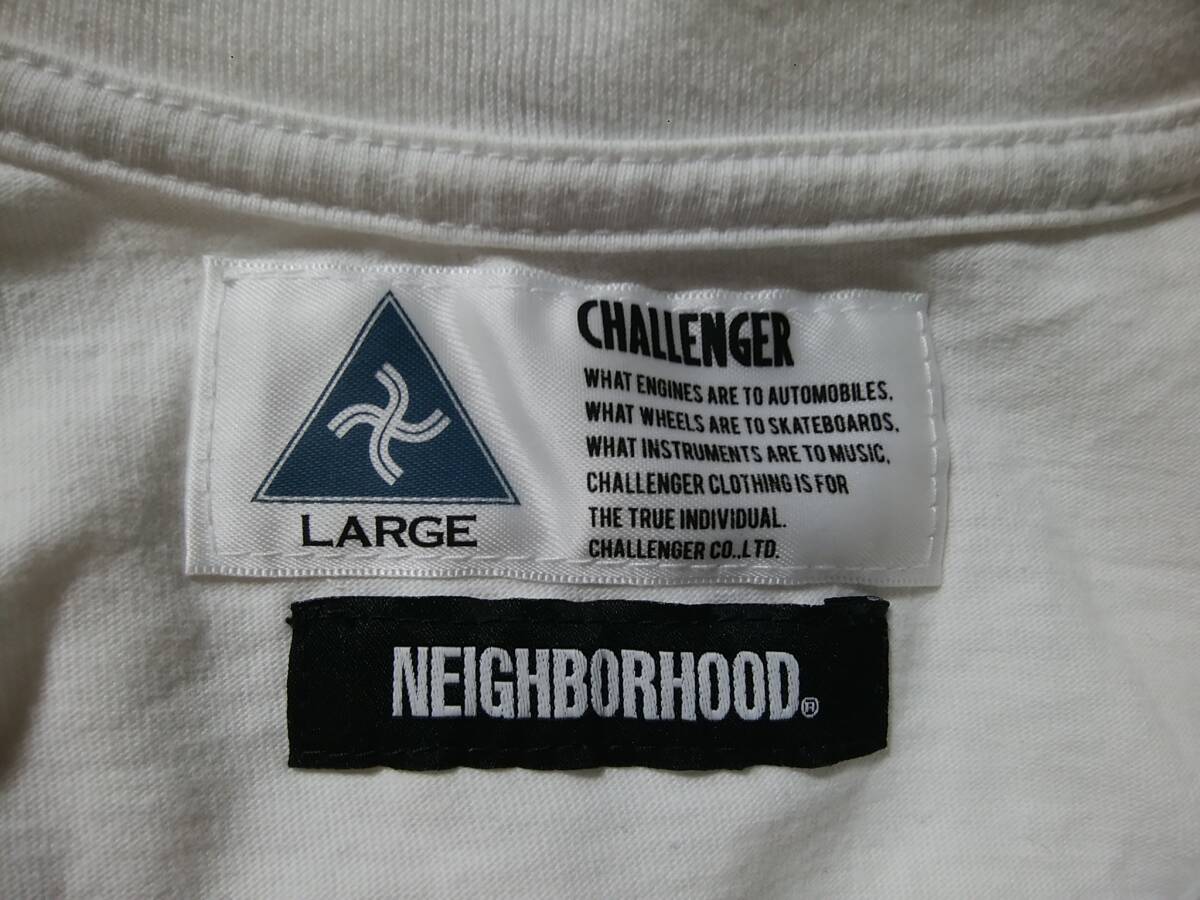 LARGE
CHALLENGER
WHAT ENGINES ARE TO AUTOMOBILES,
WHAT WHEELS ARE TO SKATEBOARDS,
WHAT INSTRUMENTS ARE TO MUSIC,
CHALLENGER CLOTHING IS FOR
THE TRUE INDIVIDUAL.
CHALLENGER CO.,LTD.
NEIGHBORHOOD®